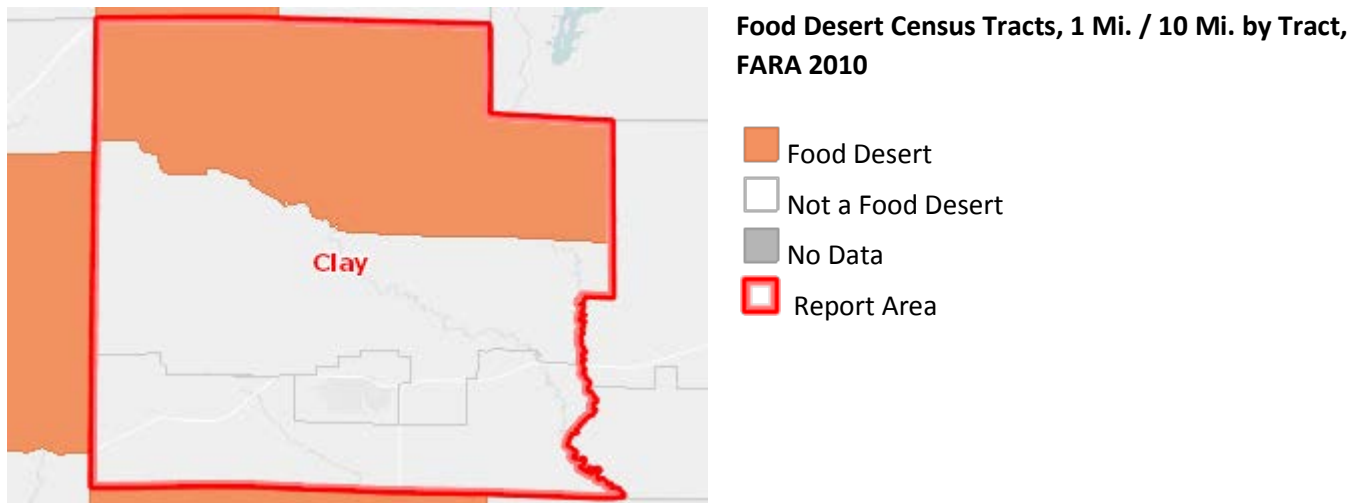 Food Desert Census Tracts, 1 Mi. / 10 Mi. by Tract,
FARA 2010
Food Desert
Not a Food Desert
No Data
Report Area
Clay